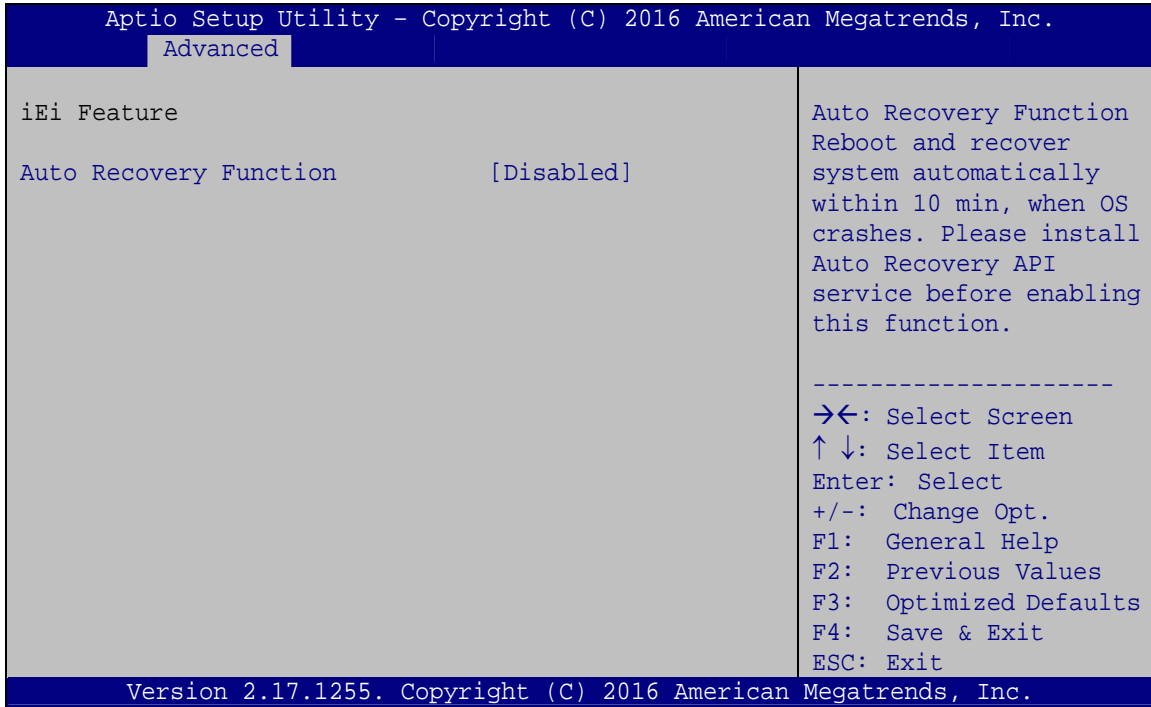 Aptio Setup Utility – Copyright (C) 2016 American Megatrends, Inc.
Advanced
iEi Feature
Auto Recovery Function [Disabled]
Auto Recovery Function
Reboot and recover
system automatically
within 10 min, when OS
crashes. Please install
Auto Recovery API
service before enabling
this function.
---------------------
→←: Select Screen
↑ ↓: Select Item
Enter: Select
+/-: Change Opt.
F1: General Help
F2: Previous Values
F3: Optimized Defaults
F4: Save & Exit
ESC: Exit
Version 2.17.1255. Copyright (C) 2016 American Megatrends, Inc.